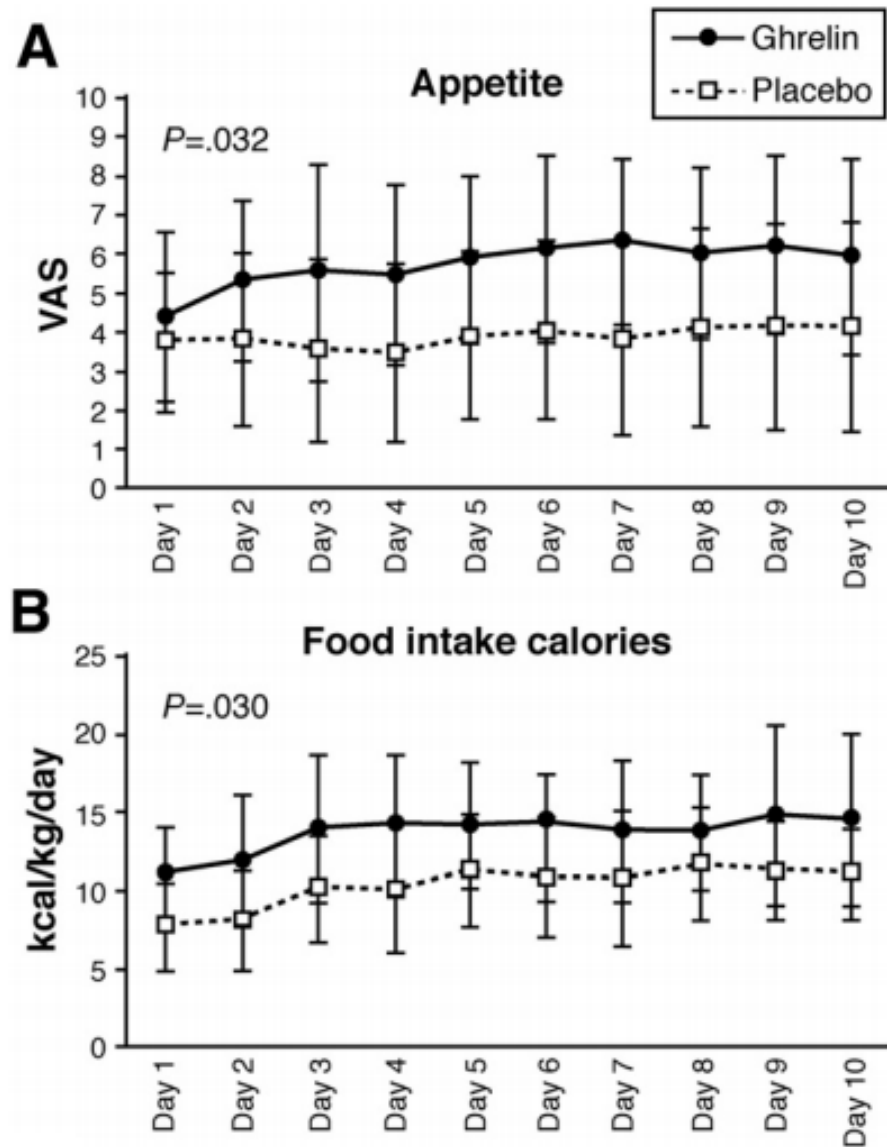 A
Ghrelin
Placebo
Appetite
P=.032
VAS
10
9
8
7
6
5
4
3
2
1
0
Day 1
Day 2
Day 3
Day 4
Day 5
Day 6
Day 7
Day 8
Day 9
Day 10
B
Food intake calories
P=.030
kcal/kg/day
25
20
15
10
5
0
Day 1
Day 2
Day 3
Day 4
Day 5
Day 6
Day 7
Day 8
Day 9
Day 10